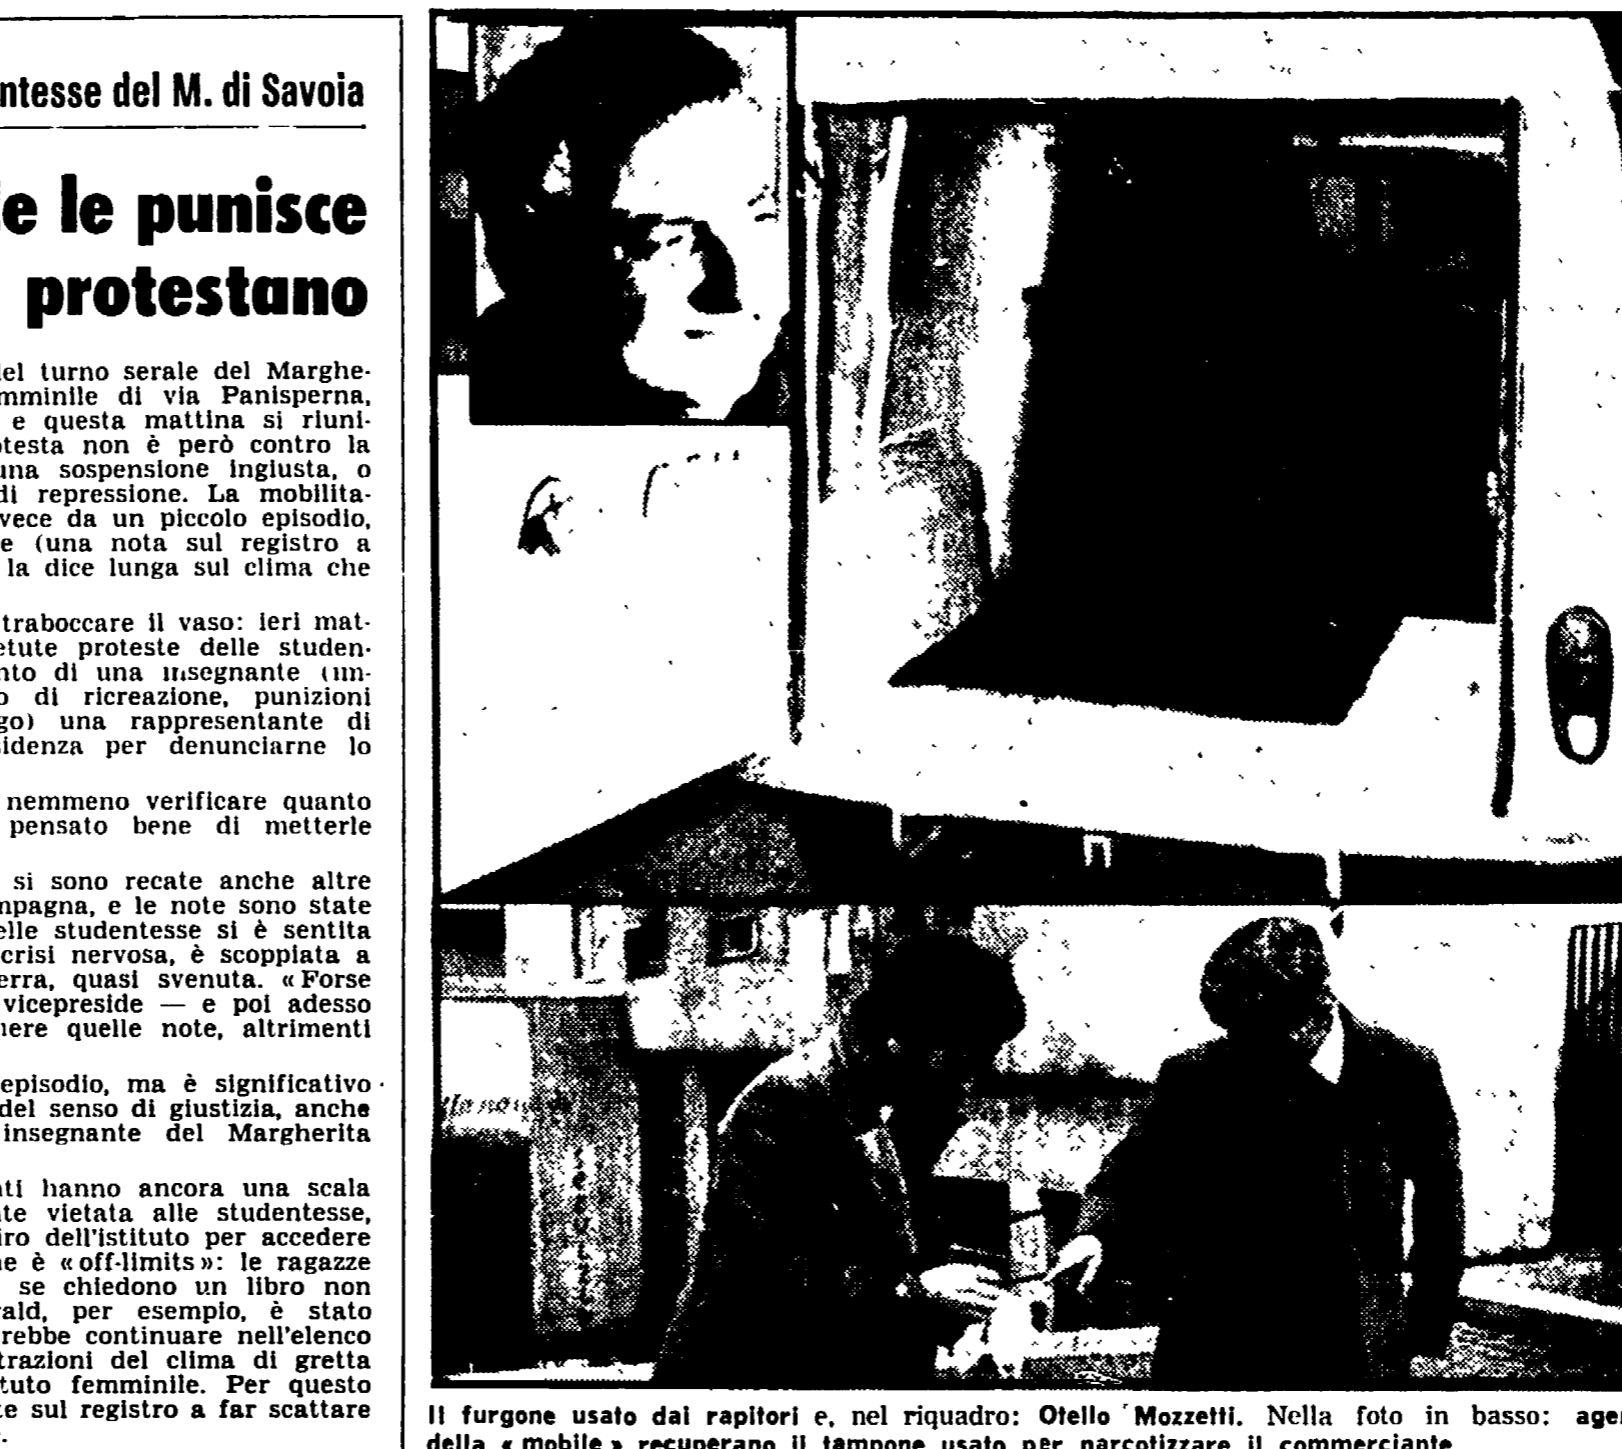 ntesse del M. di Savoia
e le punisce
protestano
del turno serale del Marghe-
mminile di via Panisperna,
e questa mattina si riuni-
otesta non è però contro la
una sospensione ingiusta, o
di repressione. La mobilita-
vece da un piccolo episodio,
e (una nota sul registro a
la dice lunga sul clima che
traboccare il vaso: ieri mat-
etute proteste delle studen-
nto di una insegnante (im-
o di ricreazione, punizioni
go) una rappresentante di
sidenza per denunciarne lo
nemmeno verificare quanto
pensato bene di metterle
si sono recate anche altre
mpagna, e le note sono state
elle studentesse si è sentita
crisi nervosa, è scoppiata a
erra, quasi svenuta. «Forse
vicepreside — e poi adesso
nere quelle note, altrimenti
episodio, ma è significativo
del senso di giustizia, anche
insegnante del Margherita
ati hanno ancora una scala
te vietata alle studentesse,
iro dell'istituto per accedere
ne è «off-limits»: le ragazze
se chiedono un libro non
rald, per esempio, è stato
rebbe continuare nell'elenco
trazioni del clima di gretta
tuto femminile. Per questo
te sul registro a far scattare
Il furgone usato dai rapitori e, nel riquadro: Otello Mozzetti. Nella foto in basso: agen
della «mobile» recuperano il tampone usato per narcotizzare il commerciante